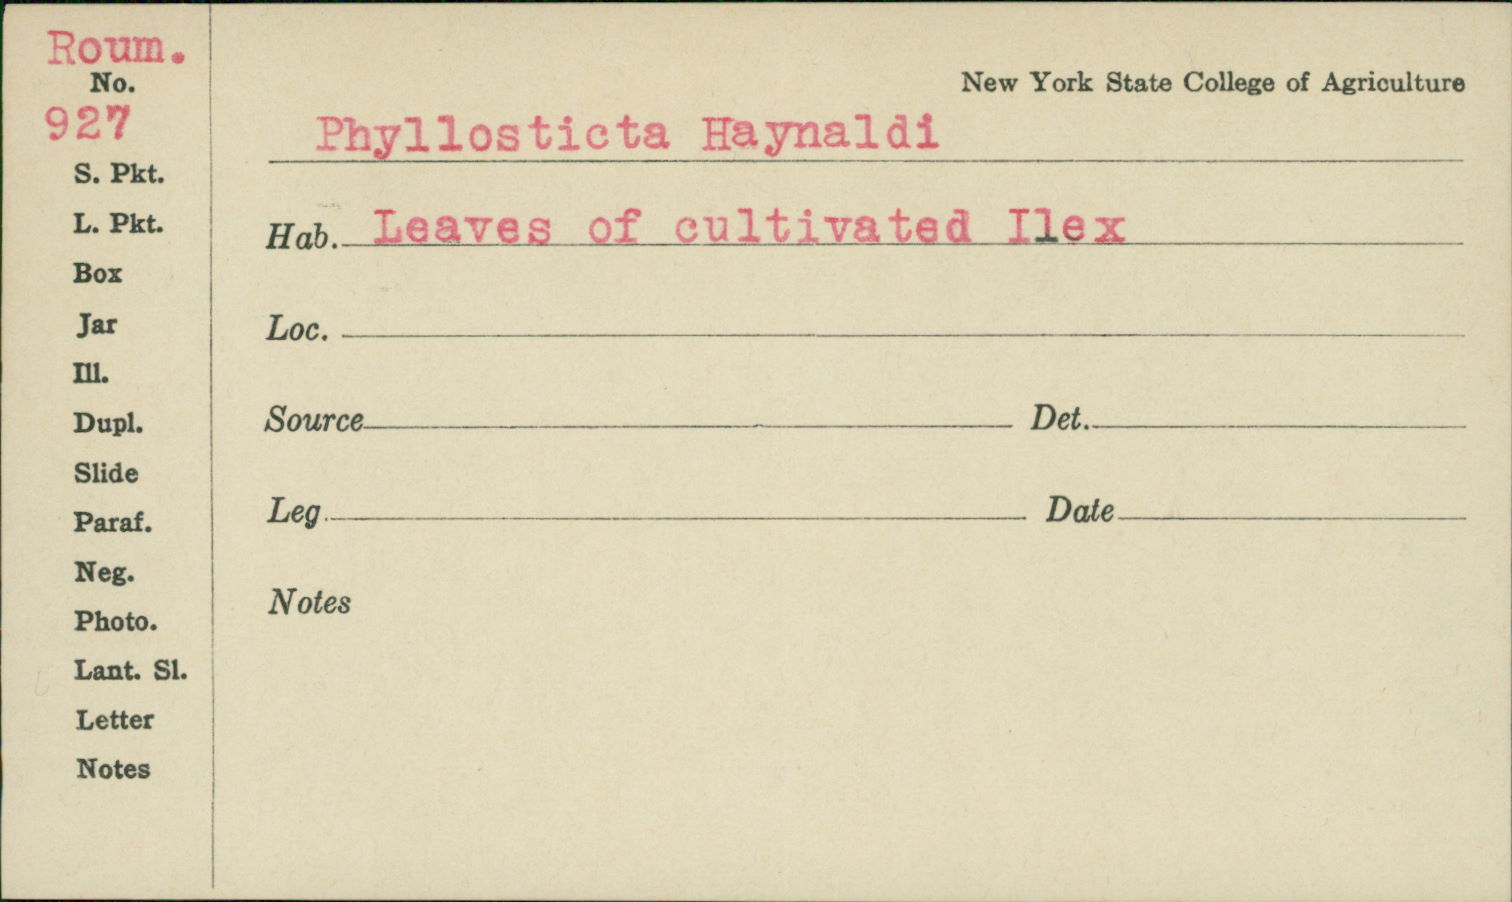 Roum.
No.
927
S. Pkt.
L. Pkt.
Box
Jar
Ill.
Dupl.
Slide
Paraf.
Neg.
Photo.
Lant. Sl.
Letter
Notes
New York State College of Agriculture
Phyllosticta Haynaldi
Hab. Leaves of cultivated Ilex
Loc.
Source Det.
Leg. Date
Notes